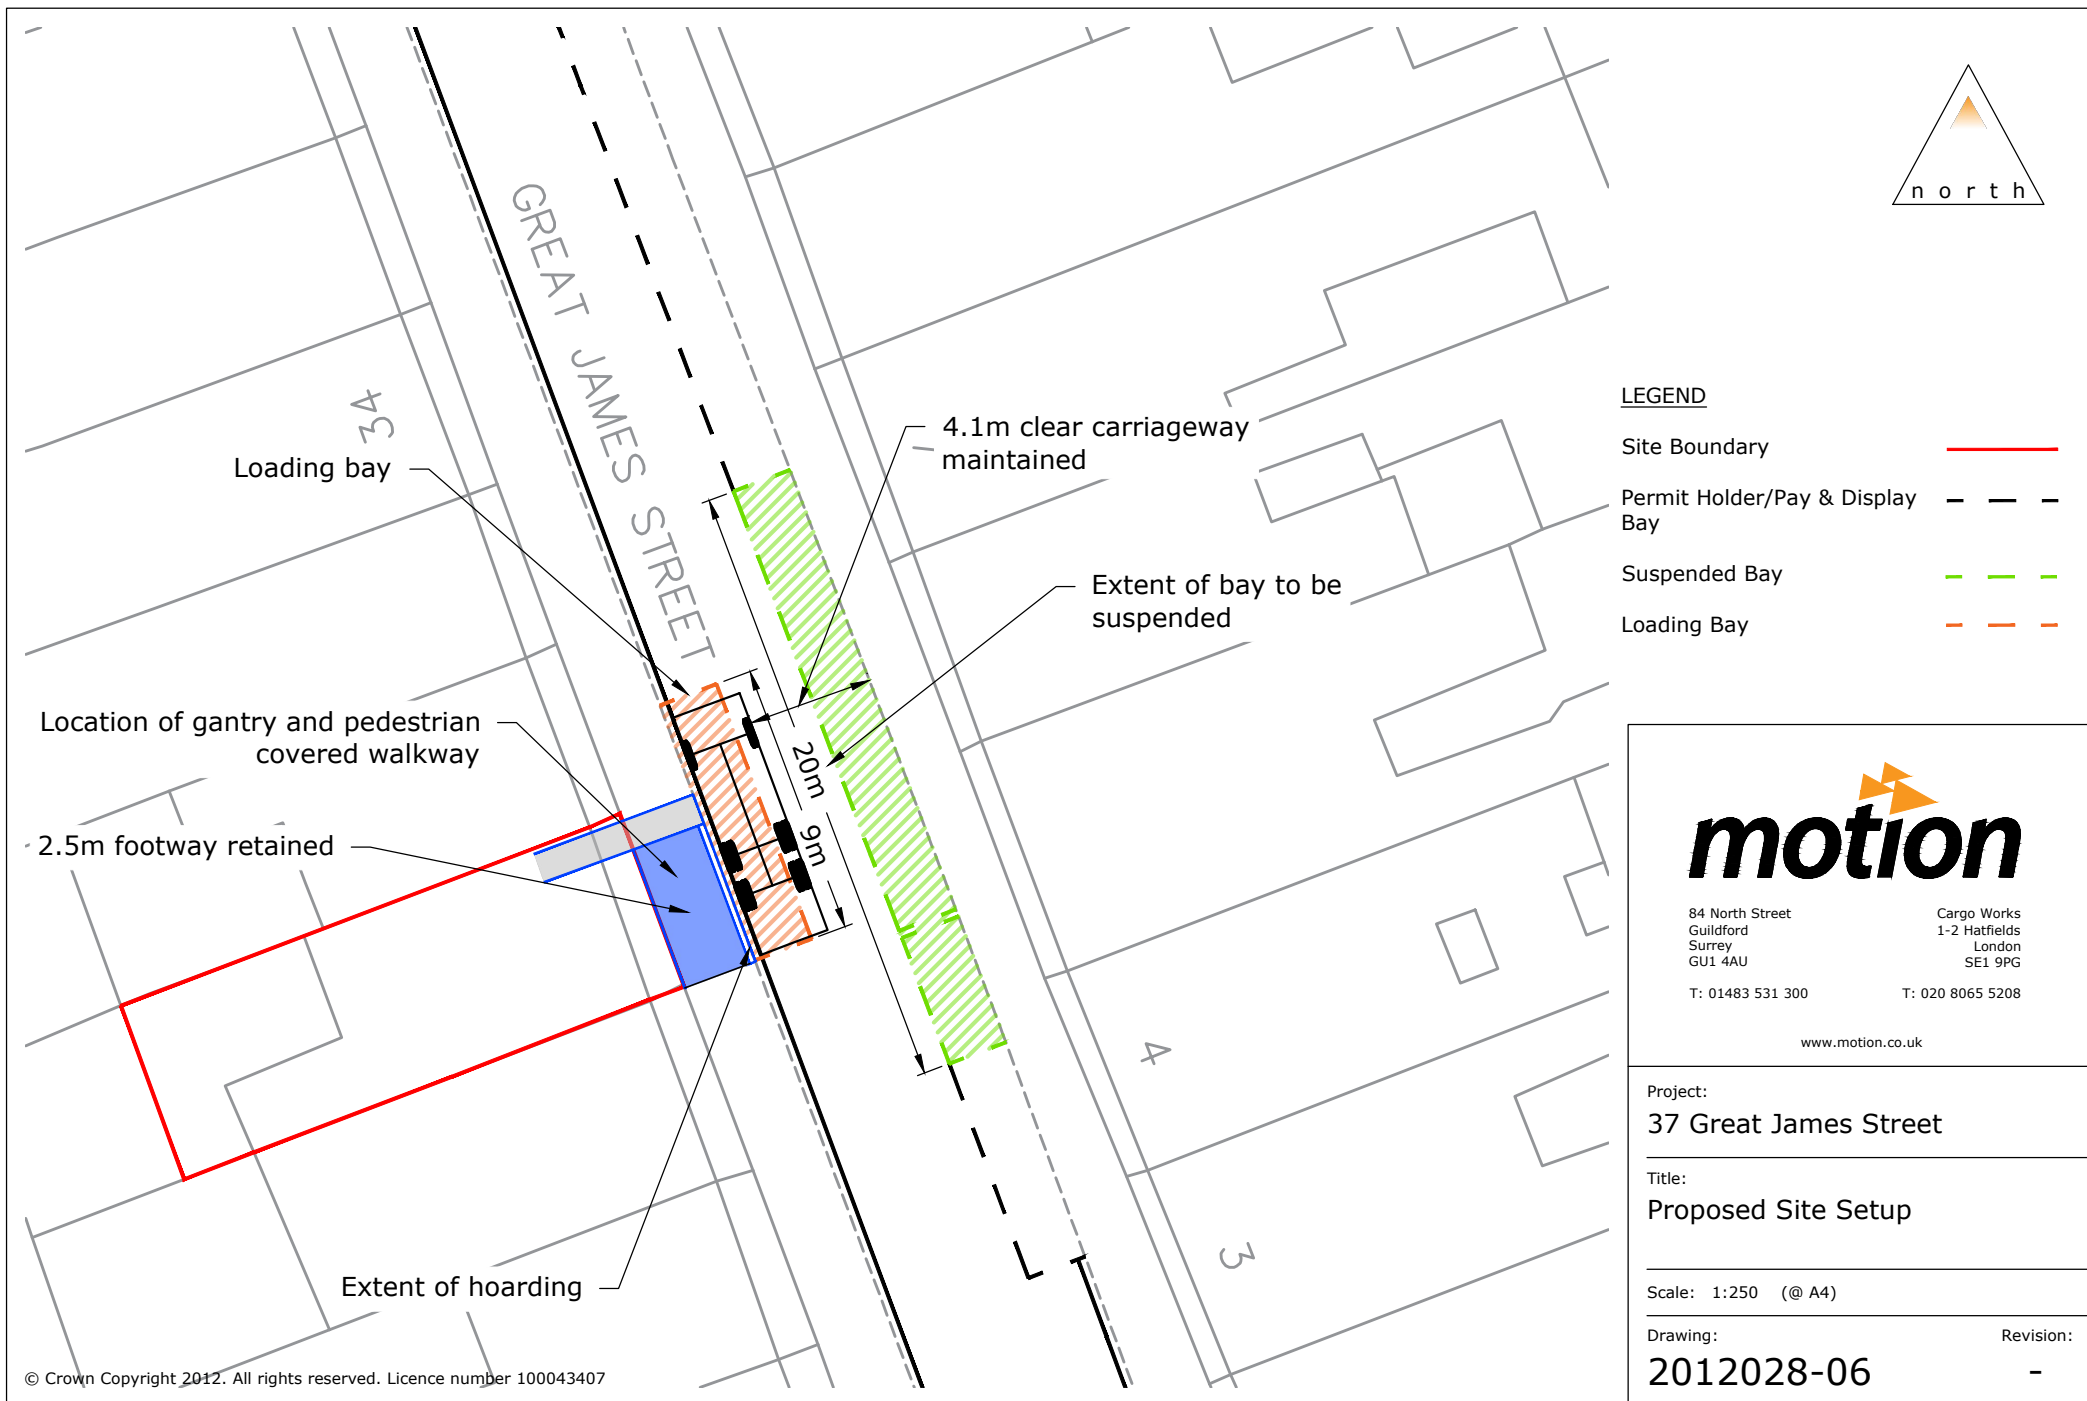 GREAT JAMES STREET
34
Loading bay
4.1m clear carriageway
maintained
Extent of bay to be
suspended
Location of gantry and pedestrian
covered walkway
2.5m footway retained
20m
9m
Extent of hoarding
4
3
© Crown Copyright 2012. All rights reserved. Licence number 100043407
north
LEGEND
Site Boundary
Permit Holder/Pay & Display
Bay
Suspended Bay
Loading Bay
motion
84 North Street
Guildford
Surrey
GU1 4AU
T: 01483 531 300
Cargo Works
1-2 Hatfields
London
SE1 9PG
T: 020 8065 5208
www.motion.co.uk
Project:
37 Great James Street
Title:
Proposed Site Setup
Scale: 1:250 (@ A4)
Drawing:
2012028-06
Revision:
-